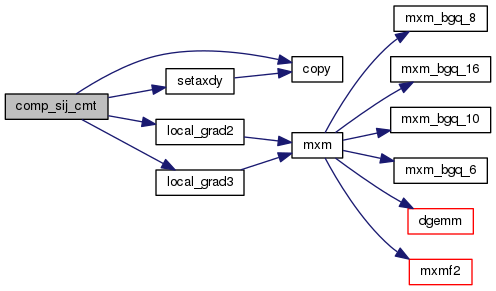 comp_sij_cmt
setaxdy
local_grad2
local_grad3
copy
mxm
mxm_bgq_8
mxm_bgq_16
mxm_bgq_10
mxm_bgq_6
dgemm
mxmf2